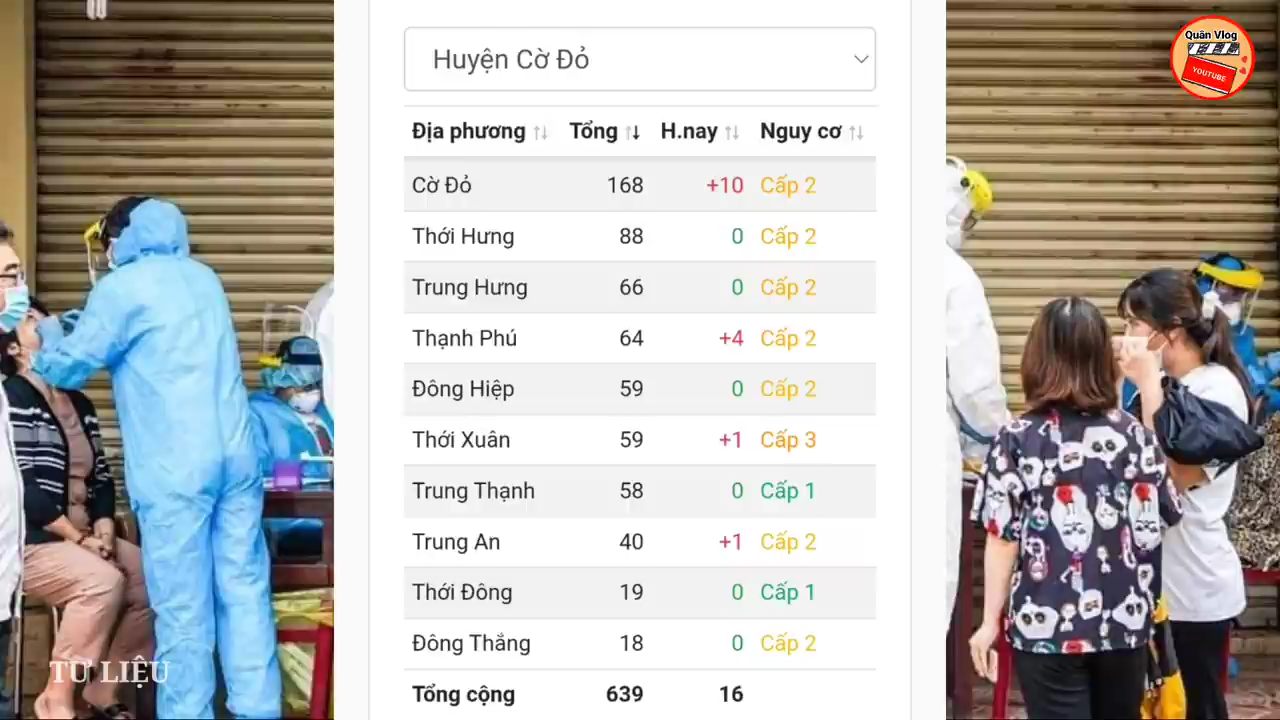 Quân Vlog
YOUTUBE
Huyện Cờ Đỏ
Địa phương Tổng H.nay Nguy cơ
Cờ Đỏ 168 +10 Cấp 2
Thới Hưng 88 0 Cấp 2
Trung Hưng 66 0 Cấp 2
Thạnh Phú 64 +4 Cấp 2
Đông Hiệp 59 0 Cấp 2
Thới Xuân 59 +1 Cấp 3
Trung Thạnh 58 0 Cấp 1
Trung An 40 +1 Cấp 2
Thới Đông 19 0 Cấp 1
Đông Thắng 18 0 Cấp 2
Tổng cộng 639 16
TƯ LIỆU